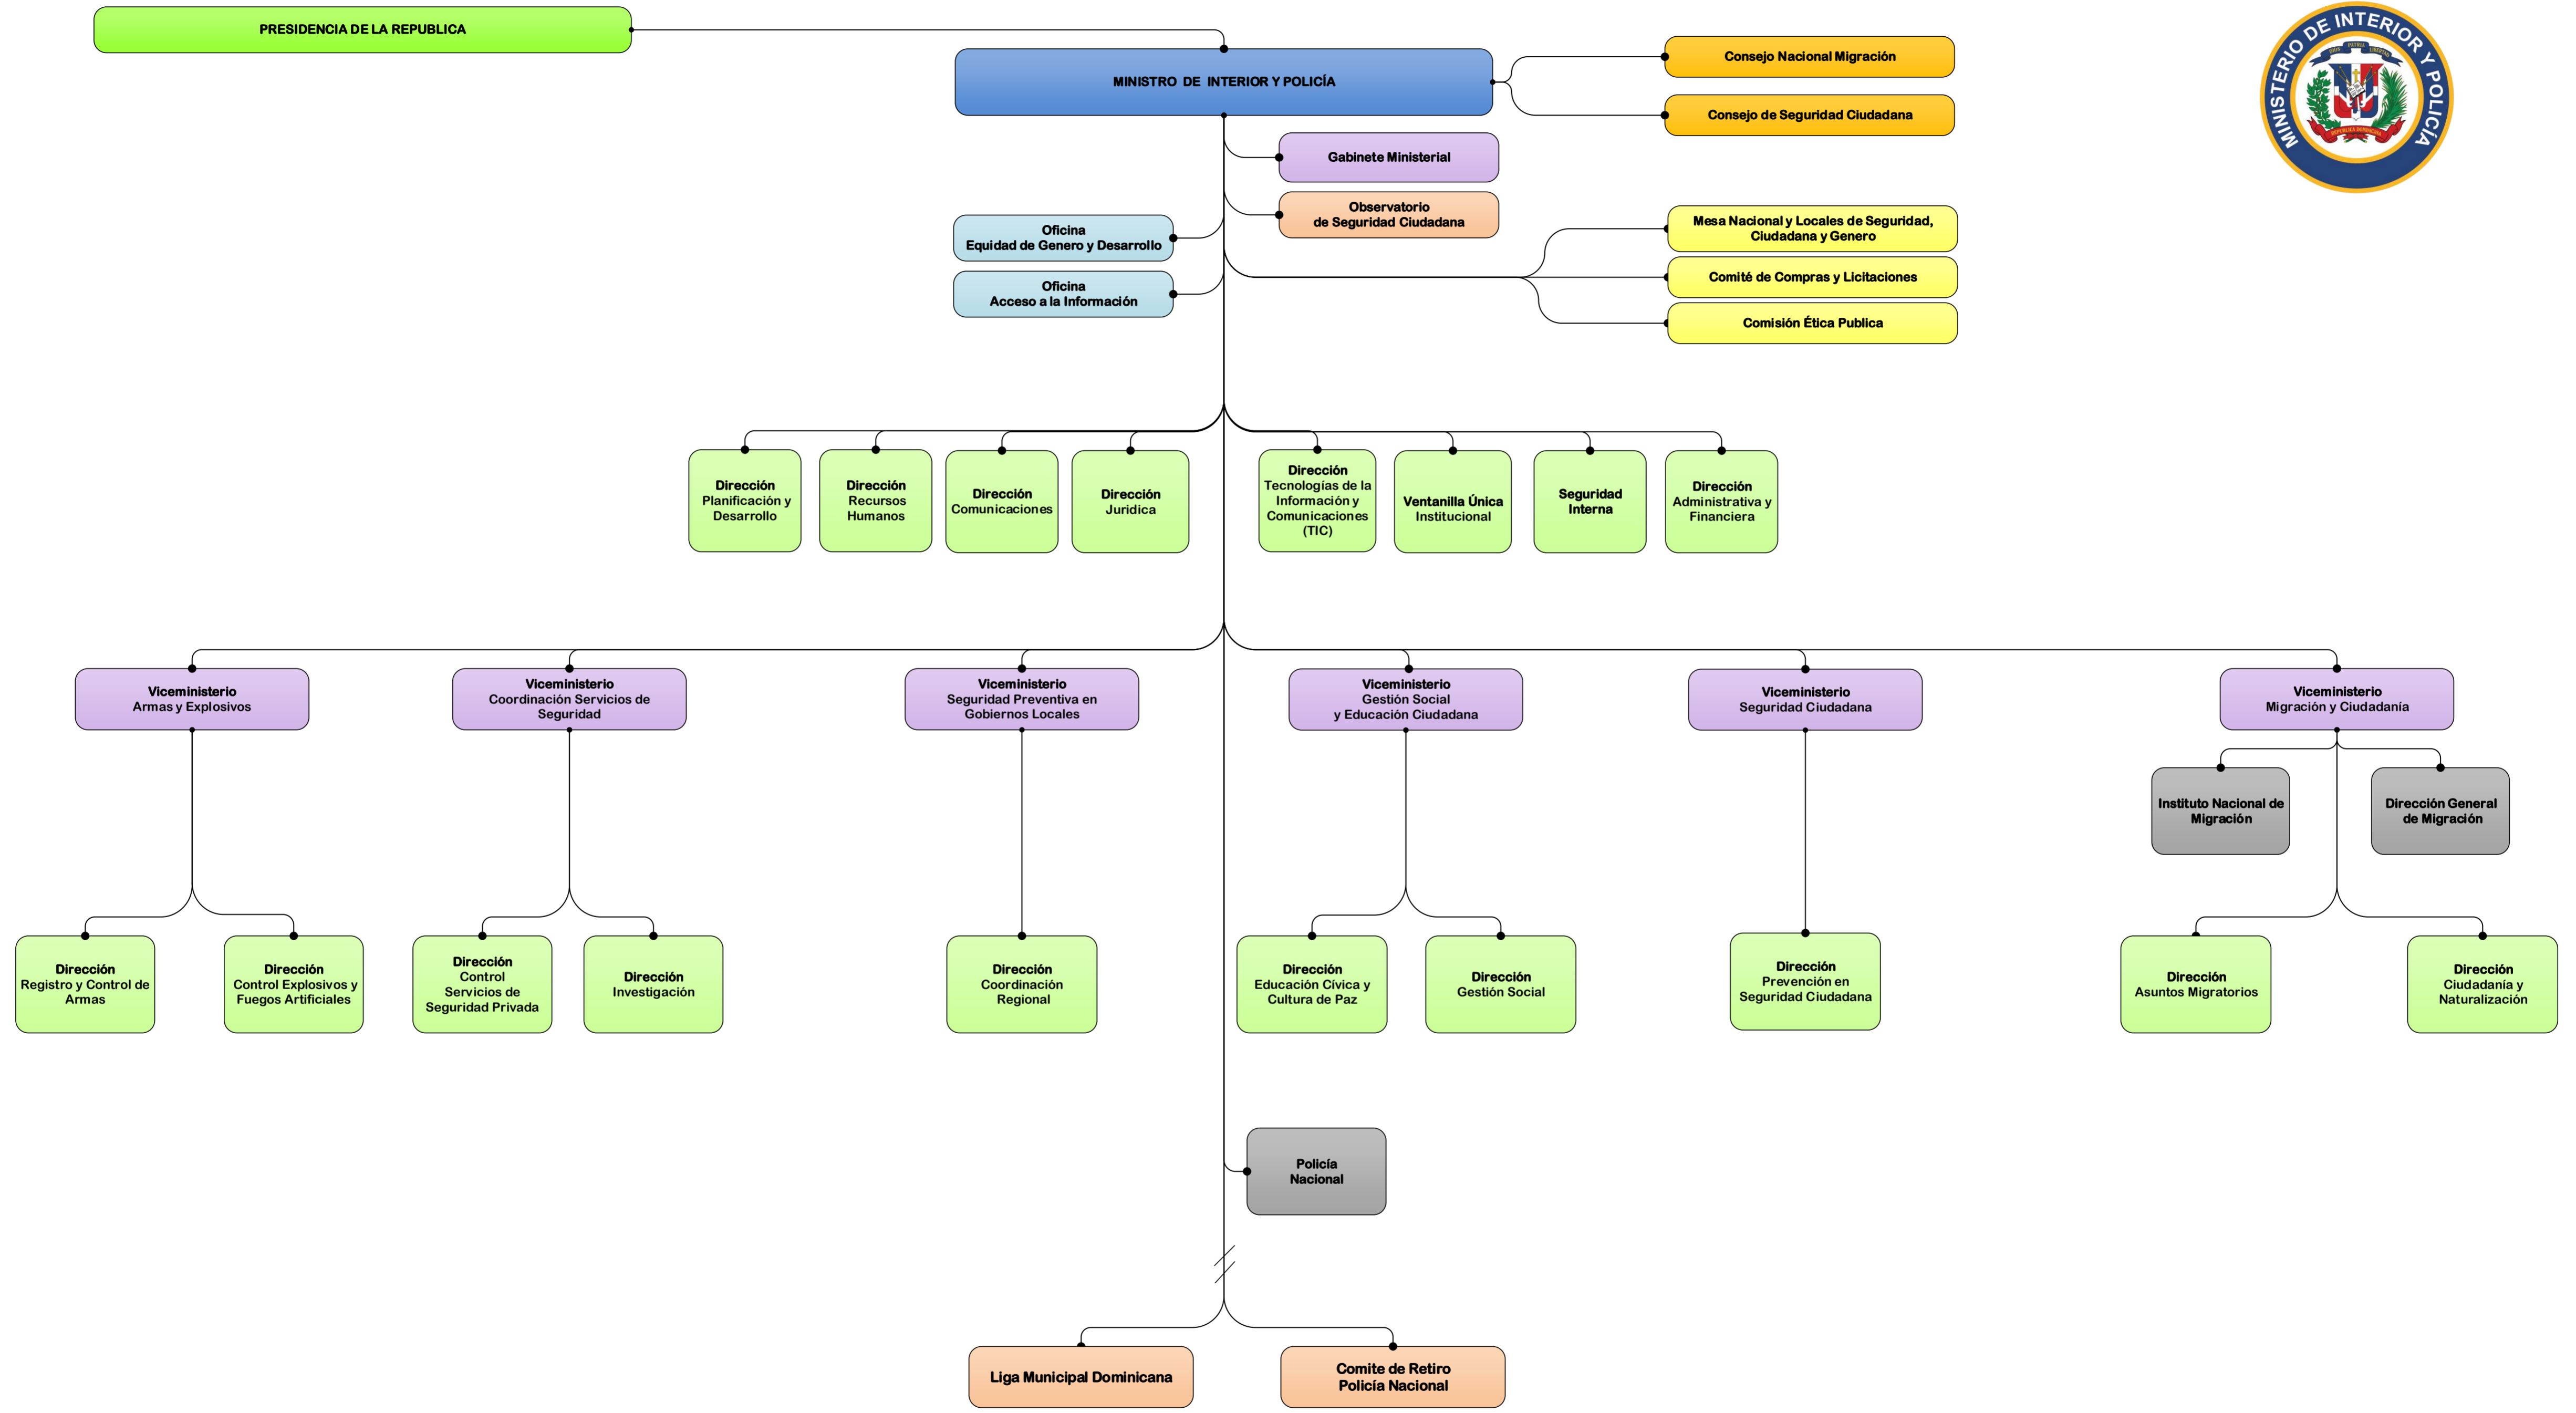 PRESIDENCIA DE LA REPUBLICA
MINISTRO DE INTERIOR Y POLICÍA
Consejo Nacional Migración
Consejo de Seguridad Ciudadana
MINISTERIO DE INTERIOR Y POLICÍA
DIOS PATRIA LIBERTAD
REPUBLICA DOMINICANA
Gabinete Ministerial
Observatorio
de Seguridad Ciudadana
Oficina
Equidad de Genero y Desarrollo
Oficina
Acceso a la Información
Mesa Nacional y Locales de Seguridad,
Ciudadana y Genero
Comité de Compras y Licitaciones
Comisión Ética Publica
Dirección
Planificación y
Desarrollo
Dirección
Recursos
Humanos
Dirección
Comunicaciones
Dirección
Juridica
Dirección
Tecnologías de la
Información y
Comunicaciones
(TIC)
Ventanilla Única
Institucional
Seguridad
Interna
Dirección
Administrativa y
Financiera
Viceministerio
Armas y Explosivos
Viceministerio
Coordinación Servicios de
Seguridad
Viceministerio
Seguridad Preventiva en
Gobiernos Locales
Viceministerio
Gestión Social
y Educación Ciudadana
Viceministerio
Seguridad Ciudadana
Viceministerio
Migración y Ciudadanía
Instituto Nacional de
Migración
Dirección General
de Migración
Dirección
Registro y Control de
Armas
Dirección
Control Explosivos y
Fuegos Artificiales
Dirección
Control
Servicios de
Seguridad Privada
Dirección
Investigación
Dirección
Coordinación
Regional
Dirección
Educación Cívica y
Cultura de Paz
Dirección
Gestión Social
Dirección
Prevención en
Seguridad Ciudadana
Dirección
Asuntos Migratorios
Dirección
Ciudadanía y
Naturalización
Policía
Nacional
Liga Municipal Dominicana
Comite de Retiro
Policía Nacional